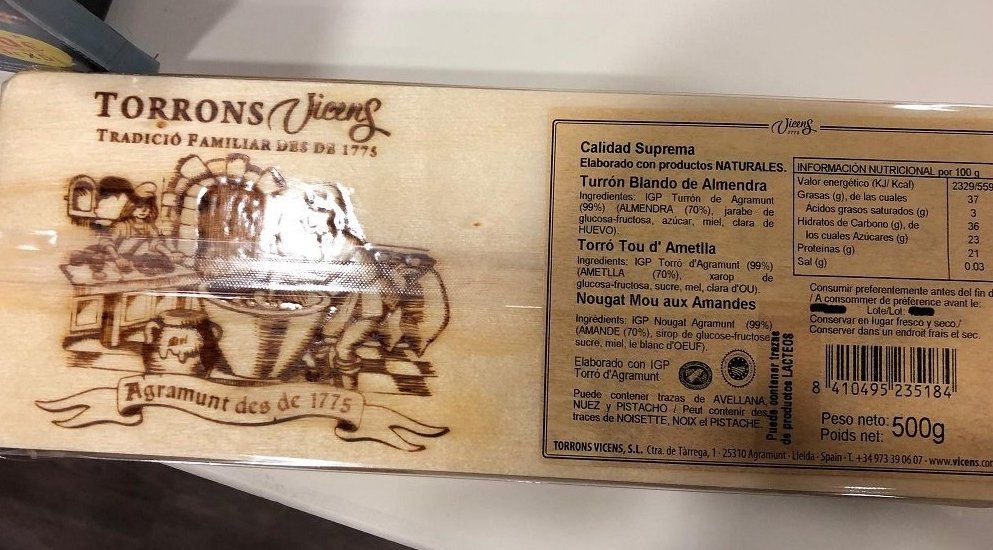 TORRONS Vicens
TRADICIÓ FAMILIAR DES DE 1775
Agramunt des de 1775
Vicens
1775
Calidad Suprema
Elaborado con productos NATURALES.
Turrón Blando de Almendra
Ingredientes: IGP Turrón de Agramunt
(99%) (ALMENDRA (70%), jarabe de
glucosa-fructosa, azúcar, miel, clara de
HUEVO).
Torró Tou d' Ametlla
Ingredients: IGP Torró d'Agramunt (99%)
(AMETLLA (70%), xarop de
glucosa-fructosa, sucre, mel, clara d'OU).
Nougat Mou aux Amandes
Ingrédients: IGP Nougat Agramunt (99%)
(AMANDE (70%), sirop de glucose-fructose
sucre, miel, le blanc d'OEUF).
Elaborado con IGP
Torró d'Agramunt
Puede contener trazas de AVELLANA,
NUEZ y PISTACHO / Peut contenir des
traces de NOISETTE, NOIX et PISTACHE.
Puede contener trazas
de productos LACTEOS
INFORMACIÓN NUTRICIONAL por 100 g
Valor energético (KJ/ Kcal) 2329/559
Grasas (g), de las cuales 37
Ácidos grasos saturados (g) 3
Hidratos de Carbono (g), de 36
los cuales Azúcares (g) 23
Proteínas (g) 21
Sal (g) 0.03
Consumir preferentemente antes del fin d
/ A consommer de préférence avant le:
Lote/Lot:
Conservar en lugar fresco y seco./
Conserver dans un endroit frais et sec.
8 410495 235184
Peso neto: 500g
Poids net:
TORRONS VICENS, S.L. Ctra. de Tàrrega, 1 - 25310 Agramunt - Lleida - Spain - T. +34 973 39 06 07 - www.vicens.com